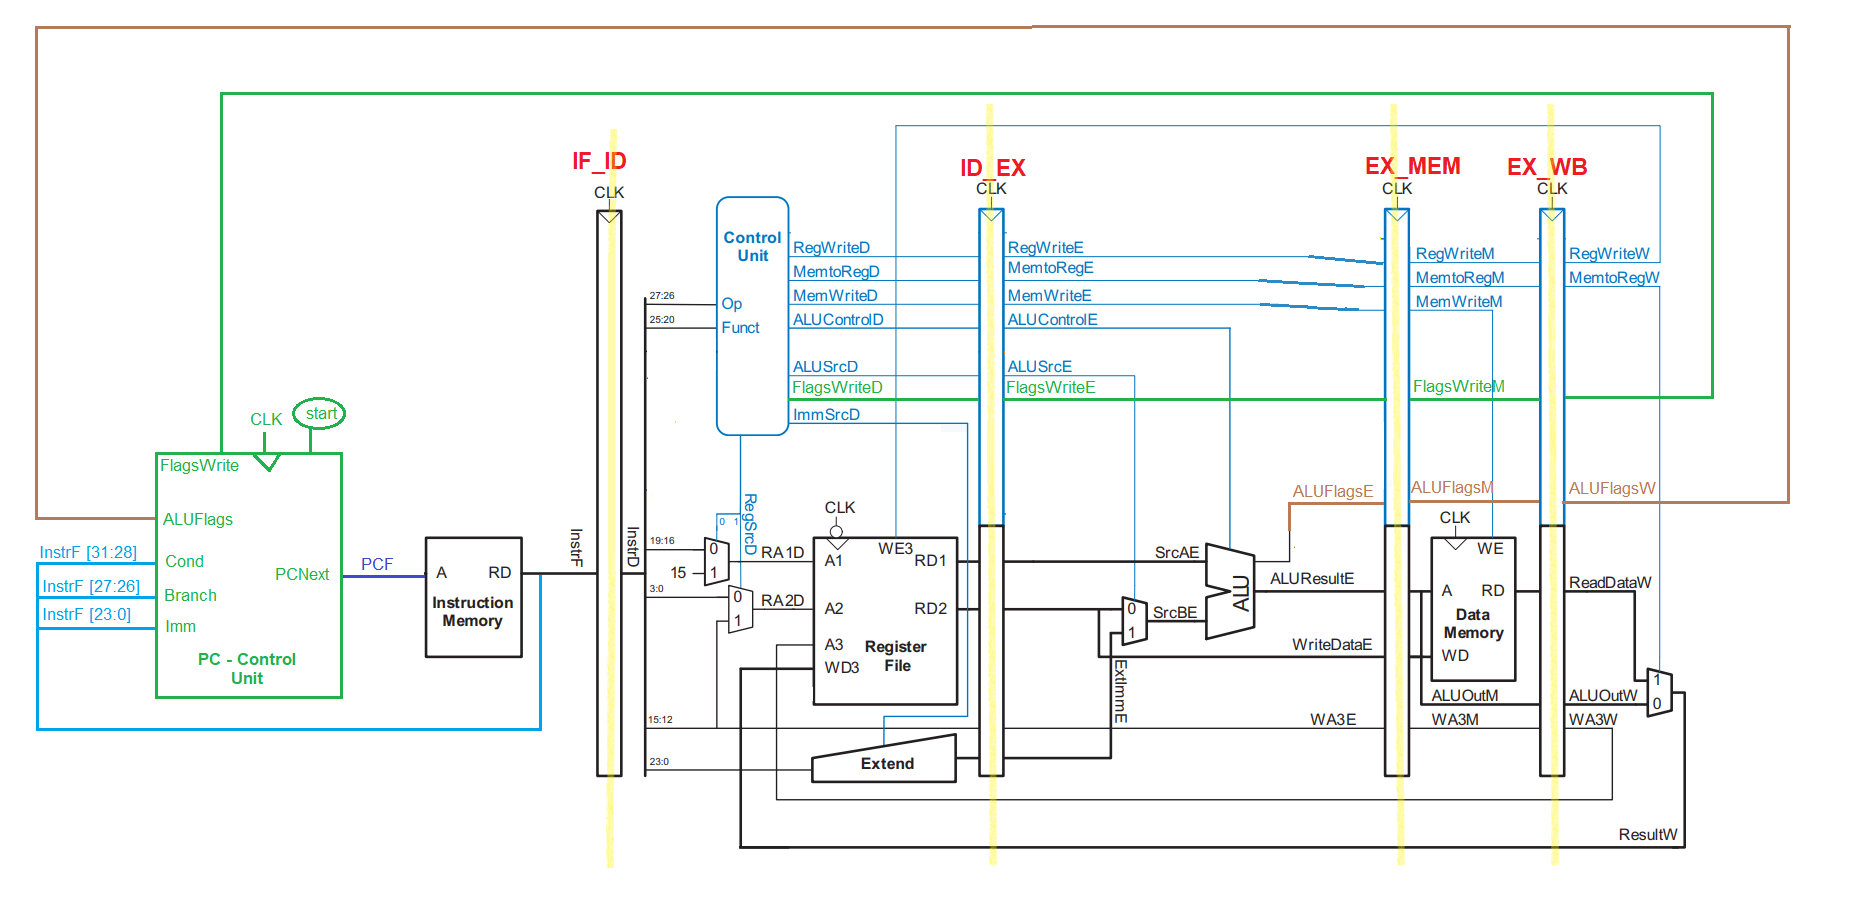 IF_ID
CLK
ID_EX
CLK
EX_MEM
CLK
EX_WB
CLK
Control
Unit
Op
Funct
27:26
25:20
RegWriteD
MemtoRegD
MemWriteD
ALUControlD
ALUSrcD
FlagsWriteD
ImmSrcD
RegWriteE
MemtoRegE
MemWriteE
ALUControlE
ALUSrcE
FlagsWriteE
RegWriteM
MemtoRegM
MemWriteM
FlagsWriteM
RegWriteW
MemtoRegW
ALUFlagsE
ALUFlagsM
ALUFlagsW
CLK
start
FlagsWrite
ALUFlags
Cond
Branch
Imm
PCNext
PC - Control
Unit
InstrF [31:28]
InstrF [27:26]
InstrF [23:0]
PCF
A
RD
Instruction
Memory
InstrF
InstrD
19:16
15
3:0
15:12
23:0
0
1
0
1
0 1
RegSrcD
RA1D
RA2D
CLK
WE3
A1
RD1
A2
RD2
A3
WD3
Register
File
Extend
0
1
ExtImmE
SrcAE
SrcBE
ALU
ALUResultE
WriteDataE
WA3E
CLK
WE
A
RD
Data
Memory
WD
ALUOutM
WA3M
ReadDataW
ALUOutW
WA3W
1
0
ResultW